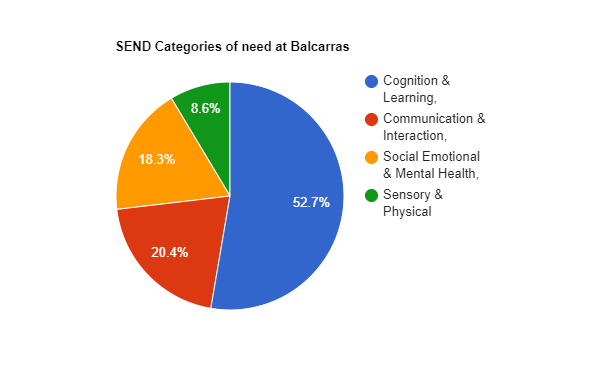 SEND Categories of need at Balcarras
Cognition &
Learning,
Communication &
Interaction,
Social Emotional
& Mental Health,
Sensory &
Physical
8.6%
18.3%
52.7%
20.4%